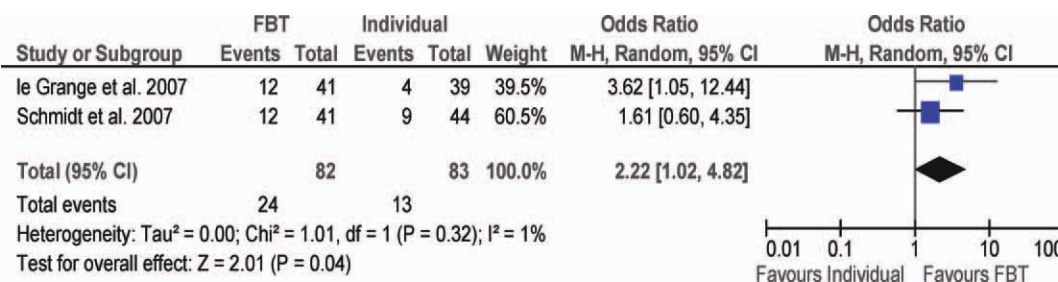 FBT Individual Odds Ratio Odds Ratio
Study or Subgroup Events Total Events Total Weight M-H, Random, 95% CI M-H, Random, 95% CI
le Grange et al. 2007 12 41 4 39 39.5% 3.62 [1.05, 12.44]
Schmidt et al. 2007 12 41 9 44 60.5% 1.61 [0.60, 4.35]
Total (95% CI) 82 83 100.0% 2.22 [1.02, 4.82]
Total events 24 13
Heterogeneity: Tau² = 0.00; Chi² = 1.01, df = 1 (P = 0.32); I² = 1%
Test for overall effect: Z = 2.01 (P = 0.04)
0.01 0.1 1 10 100
Favours Individual Favours FBT